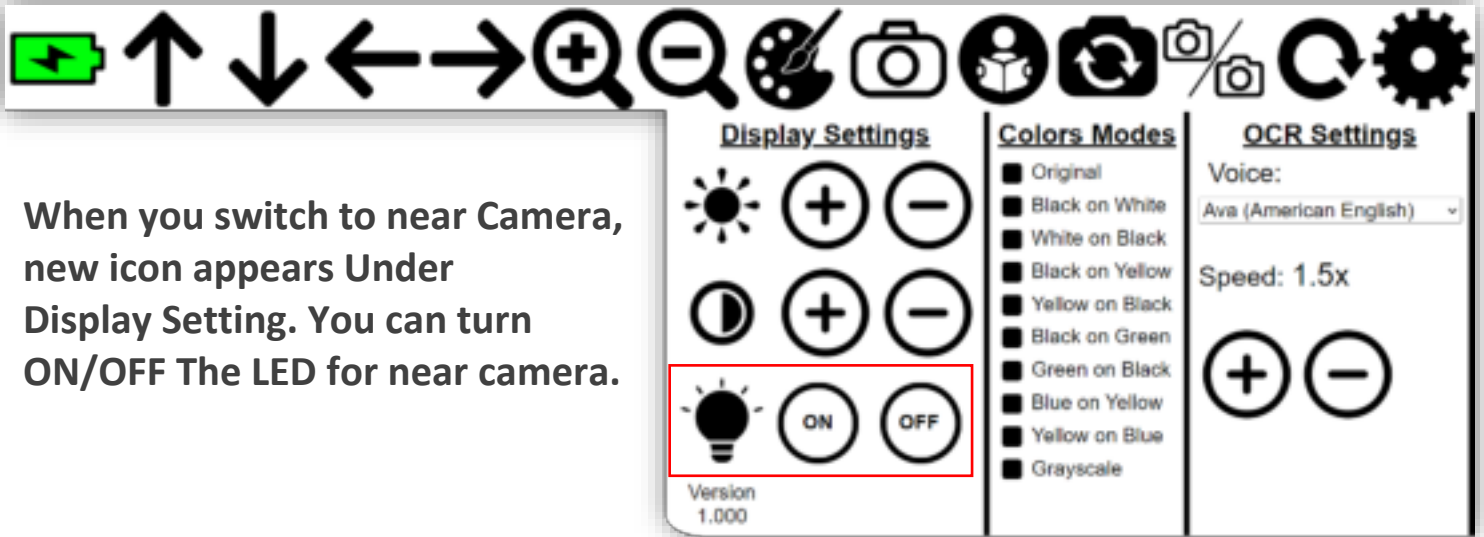 When you switch to near Camera,
new icon appears Under
Display Setting. You can turn
ON/OFF The LED for near camera.
Display Settings
ON
OFF
Version
1.000
Colors Modes
Original
Black on White
White on Black
Black on Yellow
Yellow on Black
Black on Green
Green on Black
Blue on Yellow
Yellow on Blue
Grayscale
OCR Settings
Voice:
Ava (American English)
Speed: 1.5x